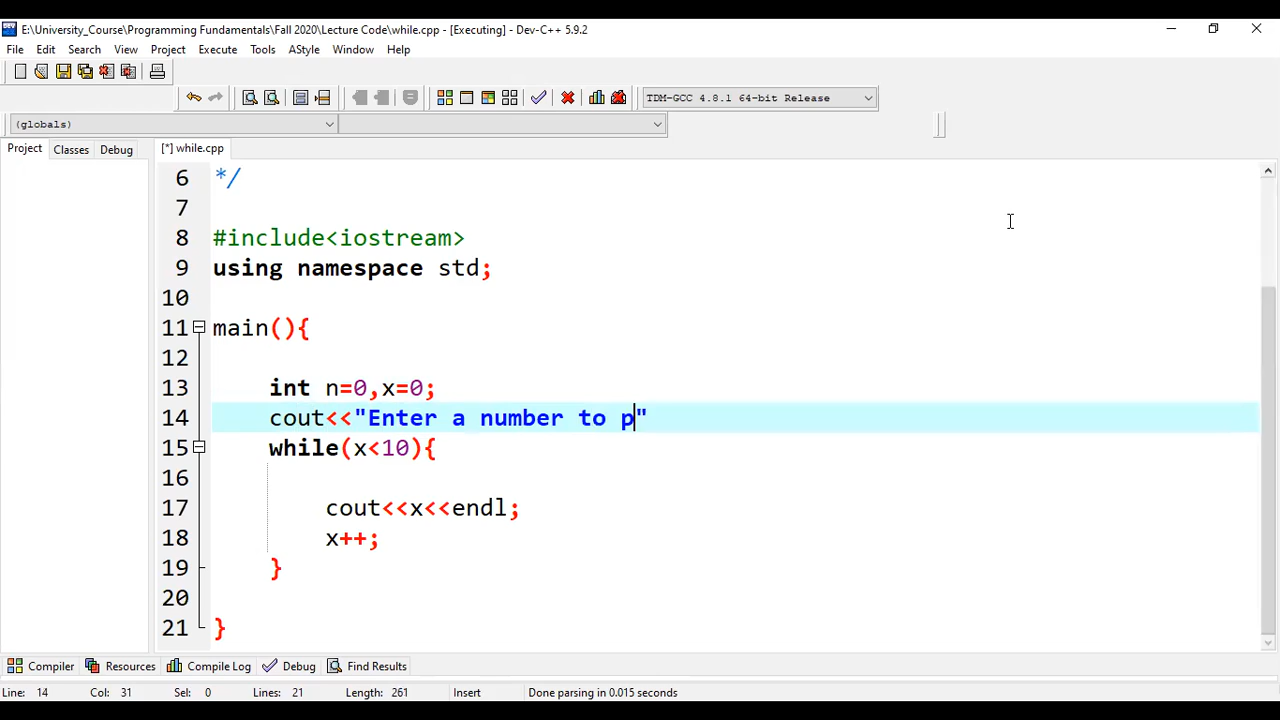 E:\University_Course\Programming Fundamentals\Fall 2020\Lecture Code\while.cpp - [Executing] - Dev-C++ 5.9.2
File Edit Search View Project Execute Tools AStyle Window Help
TDM-GCC 4.8.1 64-bit Release
(globals)
Project Classes Debug [*] while.cpp
6 */
7
8 #include<iostream>
9 using namespace std;
10
11 main(){
12
13 int n=0,x=0;
14 cout<<"Enter a number to p"
15 while(x<10){
16
17 cout<<x<<endl;
18 x++;
19 }
20
21 }
Compiler Resources Compile Log Debug Find Results
Line: 14 Col: 31 Sel: 0 Lines: 21 Length: 261 Insert Done parsing in 0.015 seconds